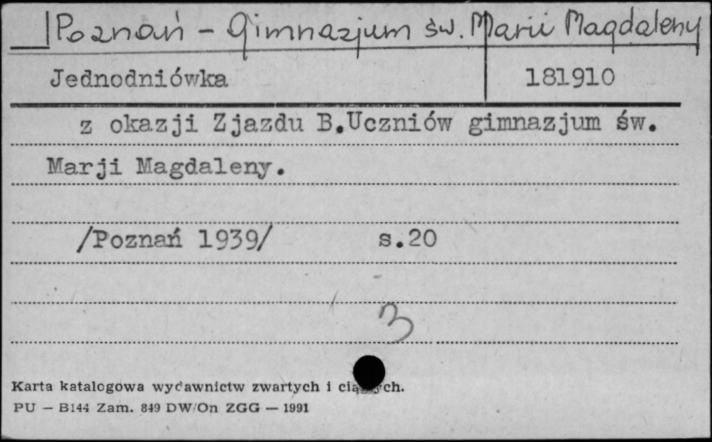 Poznań - Gimnazjum św. Marii Magdaleny
Jednodniówka 181910
z okazji Zjazdu B.Uczniów gimnazjum św.
Marji Magdaleny.
/Poznań 1939/ s.20
3
Karta katalogowa wydawnictw zwartych i ch.
PU — B144 Zam. 849 DW/On ZGG — 1991